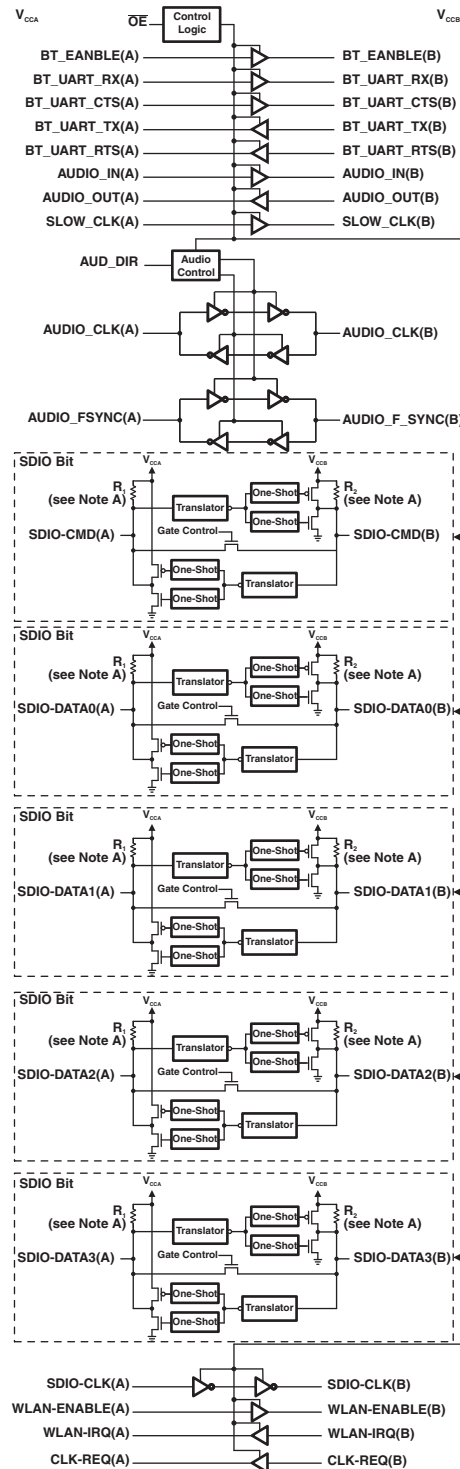 VCCA OE Control Logic VCCB
BT_EANBLE(A) BT_EANBLE(B)
BT_UART_RX(A) BT_UART_RX(B)
BT_UART_CTS(A) BT_UART_CTS(B)
BT_UART_TX(A) BT_UART_TX(B)
BT_UART_RTS(A) BT_UART_RTS(B)
AUDIO_IN(A) AUDIO_IN(B)
AUDIO_OUT(A) AUDIO_OUT(B)
SLOW_CLK(A) SLOW_CLK(B)
AUD_DIR Audio Control
AUDIO_CLK(A) AUDIO_CLK(B)
AUDIO_FSYNC(A) AUDIO_F_SYNC(B)
SDIO Bit
VCCA VCCB
R1 One-Shot R2
(see Note A) Translator (see Note A)
One-Shot
Gate Control
SDIO-CMD(A) SDIO-CMD(B)
One-Shot
Translator
One-Shot
SDIO Bit
VCCA VCCB
R1 One-Shot R2
(see Note A) Translator (see Note A)
One-Shot
Gate Control
SDIO-DATA0(A) SDIO-DATA0(B)
One-Shot
Translator
One-Shot
SDIO Bit
VCCA VCCB
R1 One-Shot R2
(see Note A) Translator (see Note A)
One-Shot
Gate Control
SDIO-DATA1(A) SDIO-DATA1(B)
One-Shot
Translator
One-Shot
SDIO Bit
VCCA VCCB
R1 One-Shot R2
(see Note A) Translator (see Note A)
One-Shot
Gate Control
SDIO-DATA2(A) SDIO-DATA2(B)
One-Shot
Translator
One-Shot
SDIO Bit
VCCA VCCB
R1 One-Shot R2
(see Note A) Translator (see Note A)
One-Shot
Gate Control
SDIO-DATA3(A) SDIO-DATA3(B)
One-Shot
Translator
One-Shot
SDIO-CLK(A) SDIO-CLK(B)
WLAN-ENABLE(A) WLAN-ENABLE(B)
WLAN-IRQ(A) WLAN-IRQ(B)
CLK-REQ(A) CLK-REQ(B)